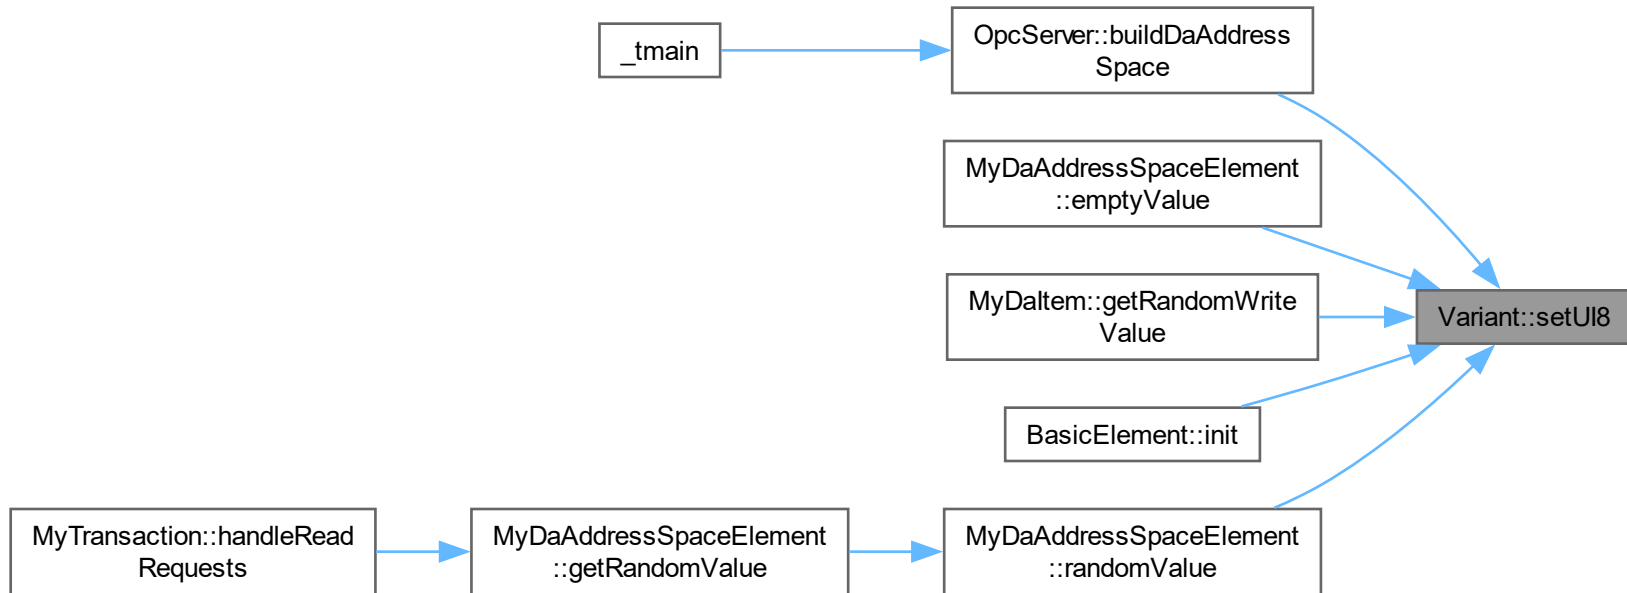 _tmain
OpcServer::buildDaAddress
Space
MyDaAddressSpaceElement
::emptyValue
MyDaItem::getRandomWrite
Value
Variant::setUI8
BasicElement::init
MyTransaction::handleRead
Requests
MyDaAddressSpaceElement
::getRandomValue
MyDaAddressSpaceElement
::randomValue